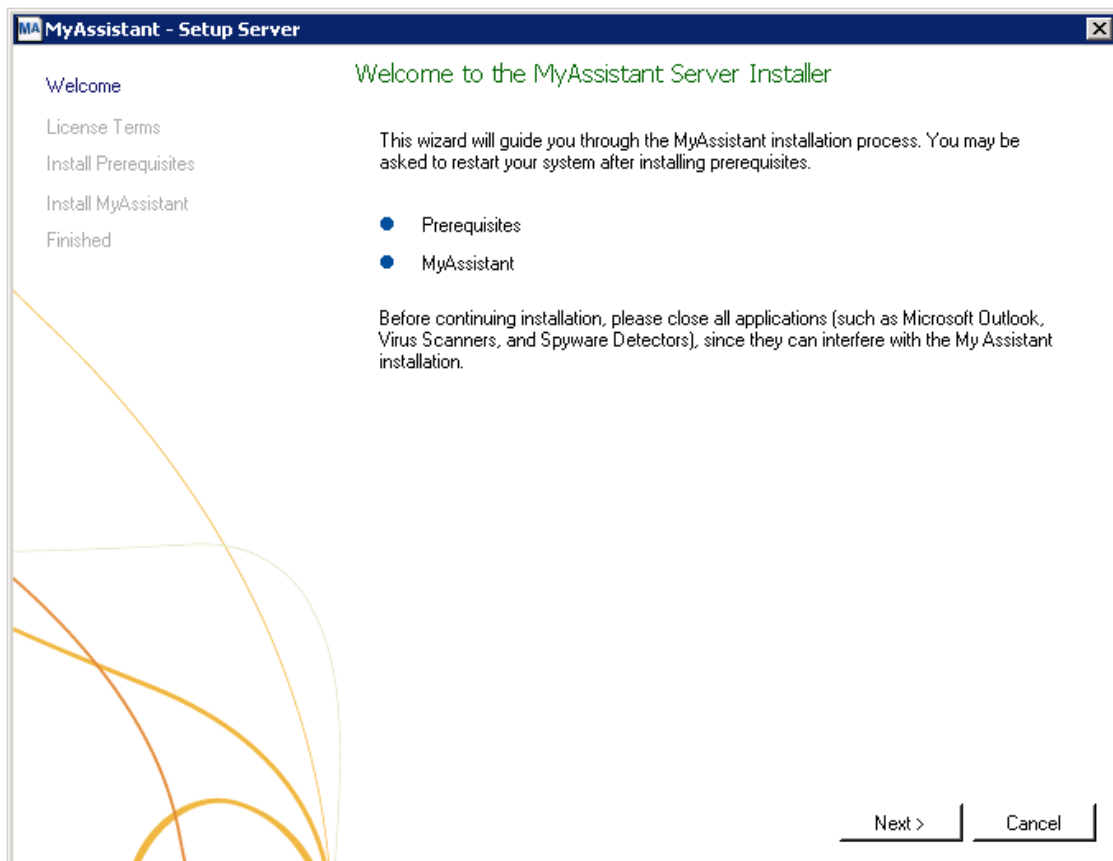 MA MyAssistant - Setup Server
Welcome
License Terms
Install Prerequisites
Install MyAssistant
Finished
Welcome to the MyAssistant Server Installer
This wizard will guide you through the MyAssistant installation process. You may be
asked to restart your system after installing prerequisites.
Prerequisites
MyAssistant
Before continuing installation, please close all applications (such as Microsoft Outlook,
Virus Scanners, and Spyware Detectors), since they can interfere with the My Assistant
installation.
Next >
Cancel